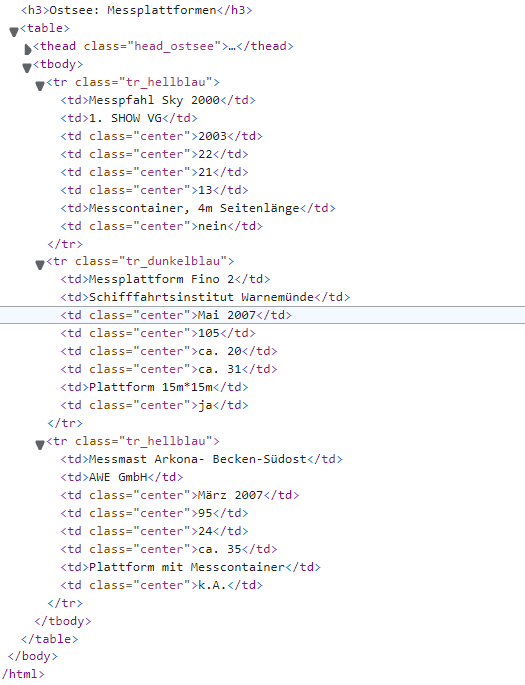 <h3>Ostsee: Messplattformen</h3>
<table>
<thead class="head_ostsee">…</thead>
<tbody>
<tr class="tr_hellblau">
<td>Messpfahl Sky 2000</td>
<td>1. SHOW VG</td>
<td class="center">2003</td>
<td class="center">22</td>
<td class="center">21</td>
<td class="center">13</td>
<td>Messcontainer, 4m Seitenlänge</td>
<td class="center">nein</td>
</tr>
<tr class="tr_dunkelblau">
<td>Messplattform Fino 2</td>
<td>Schifffahrtsinstitut Warnemünde</td>
<td class="center">Mai 2007</td>
<td class="center">105</td>
<td class="center">ca. 20</td>
<td class="center">ca. 31</td>
<td>Plattform 15m*15m</td>
<td class="center">ja</td>
</tr>
<tr class="tr_hellblau">
<td>Messmast Arkona- Becken-Südost</td>
<td>AWE GmbH</td>
<td class="center">März 2007</td>
<td class="center">95</td>
<td class="center">24</td>
<td class="center">ca. 35</td>
<td>Plattform mit Messcontainer</td>
<td class="center">k.A.</td>
</tr>
</tbody>
</table>
</body>
/html>